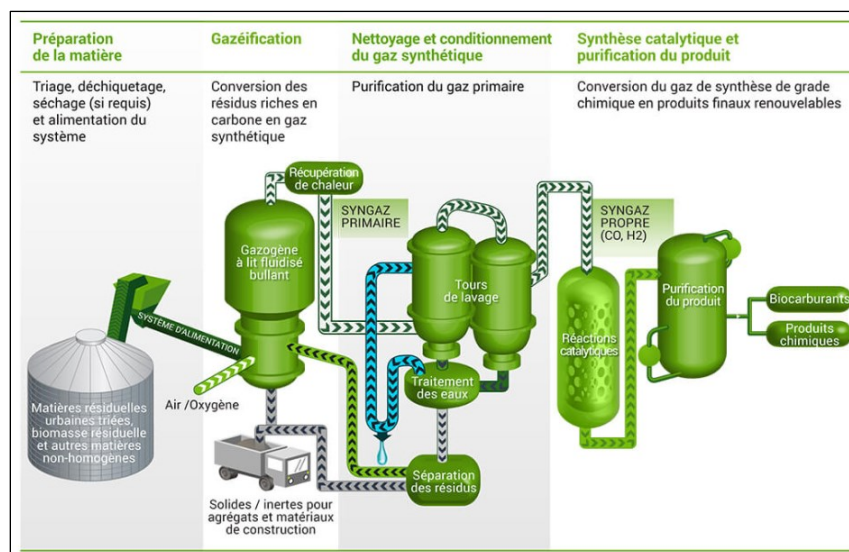 Préparation
de la matière
Gazéification
Nettoyage et conditionnement
du gaz synthétique
Synthèse catalytique et
purification du produit
Triage, déchiquetage,
séchage (si requis)
et alimentation du
système
Conversion des
résidus riches en
carbone en gaz
synthétique
Purification du gaz primaire
Conversion du gaz de synthèse de grade
chimique en produits finaux renouvelables
Récupération
de chaleur
SYNGAZ
PRIMAIRE
SYNGAZ
PROPRE
(CO, H2)
Gazogène
à lit fluidisé
bullant
Tours
de lavage
Purification
du produit
Biocarburants
Produits
chimiques
SYSTÈME D'ALIMENTATION
Réactions
catalytiques
Air /Oxygène
Traitement
des eaux
Matières résiduelles
urbaines triées,
biomasse résiduelle
et autres matières
non-homogènes
Séparation
des résidus
Solides / inertes pour
agrégats et matériaux
de construction